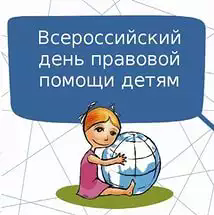 Всероссийский
день правовой
помощи детям